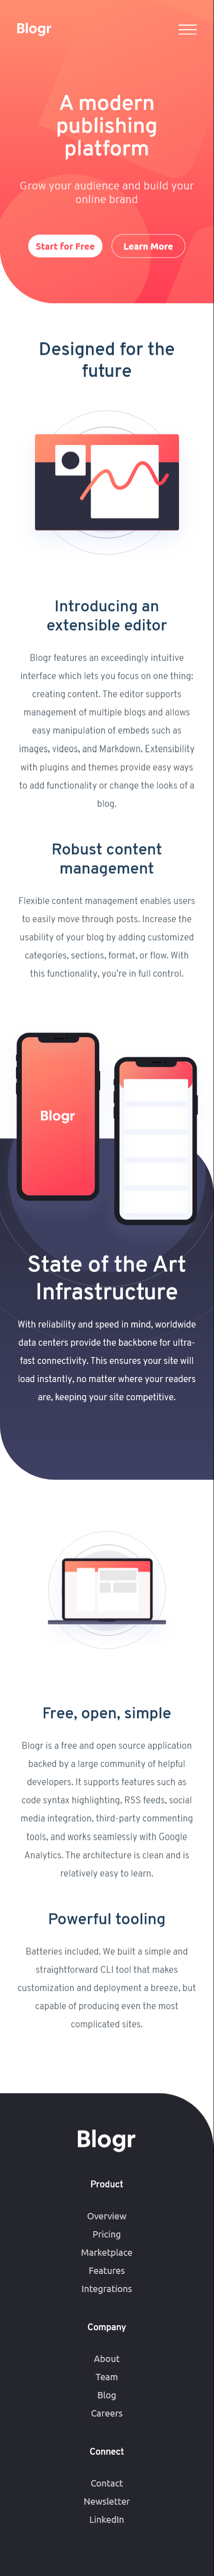 Blogr
A modern
publishing
platform
Grow your audience and build your
online brand
Start for Free
Learn More
Designed for the
future
Introducing an
extensible editor
Blogr features an exceedingly intuitive
interface which lets you focus on one thing:
creating content. The editor supports
management of multiple blogs and allows
easy manipulation of embeds such as
images, videos, and Markdown. Extensibility
with plugins and themes provide easy ways
to add functionality or change the looks of a
blog.
Robust content
management
Flexible content management enables users
to easily move through posts. Increase the
usability of your blog by adding customized
categories, sections, format, or flow. With
this functionality, you’re in full control.
Blogr
State of the Art
Infrastructure
With reliability and speed in mind, worldwide
data centers provide the backbone for ultra-
fast connectivity. This ensures your site will
load instantly, no matter where your readers
are, keeping your site competitive.
Free, open, simple
Blogr is a free and open source application
backed by a large community of helpful
developers. It supports features such as
code syntax highlighting, RSS feeds, social
media integration, third-party commenting
tools, and works seamlessly with Google
Analytics. The architecture is clean and is
relatively easy to learn.
Powerful tooling
Batteries included. We built a simple and
straightforward CLI tool that makes
customization and deployment a breeze, but
capable of producing even the most
complicated sites.
Blogr
Product
Overview
Pricing
Marketplace
Features
Integrations
Company
About
Team
Blog
Careers
Connect
Contact
Newsletter
LinkedIn